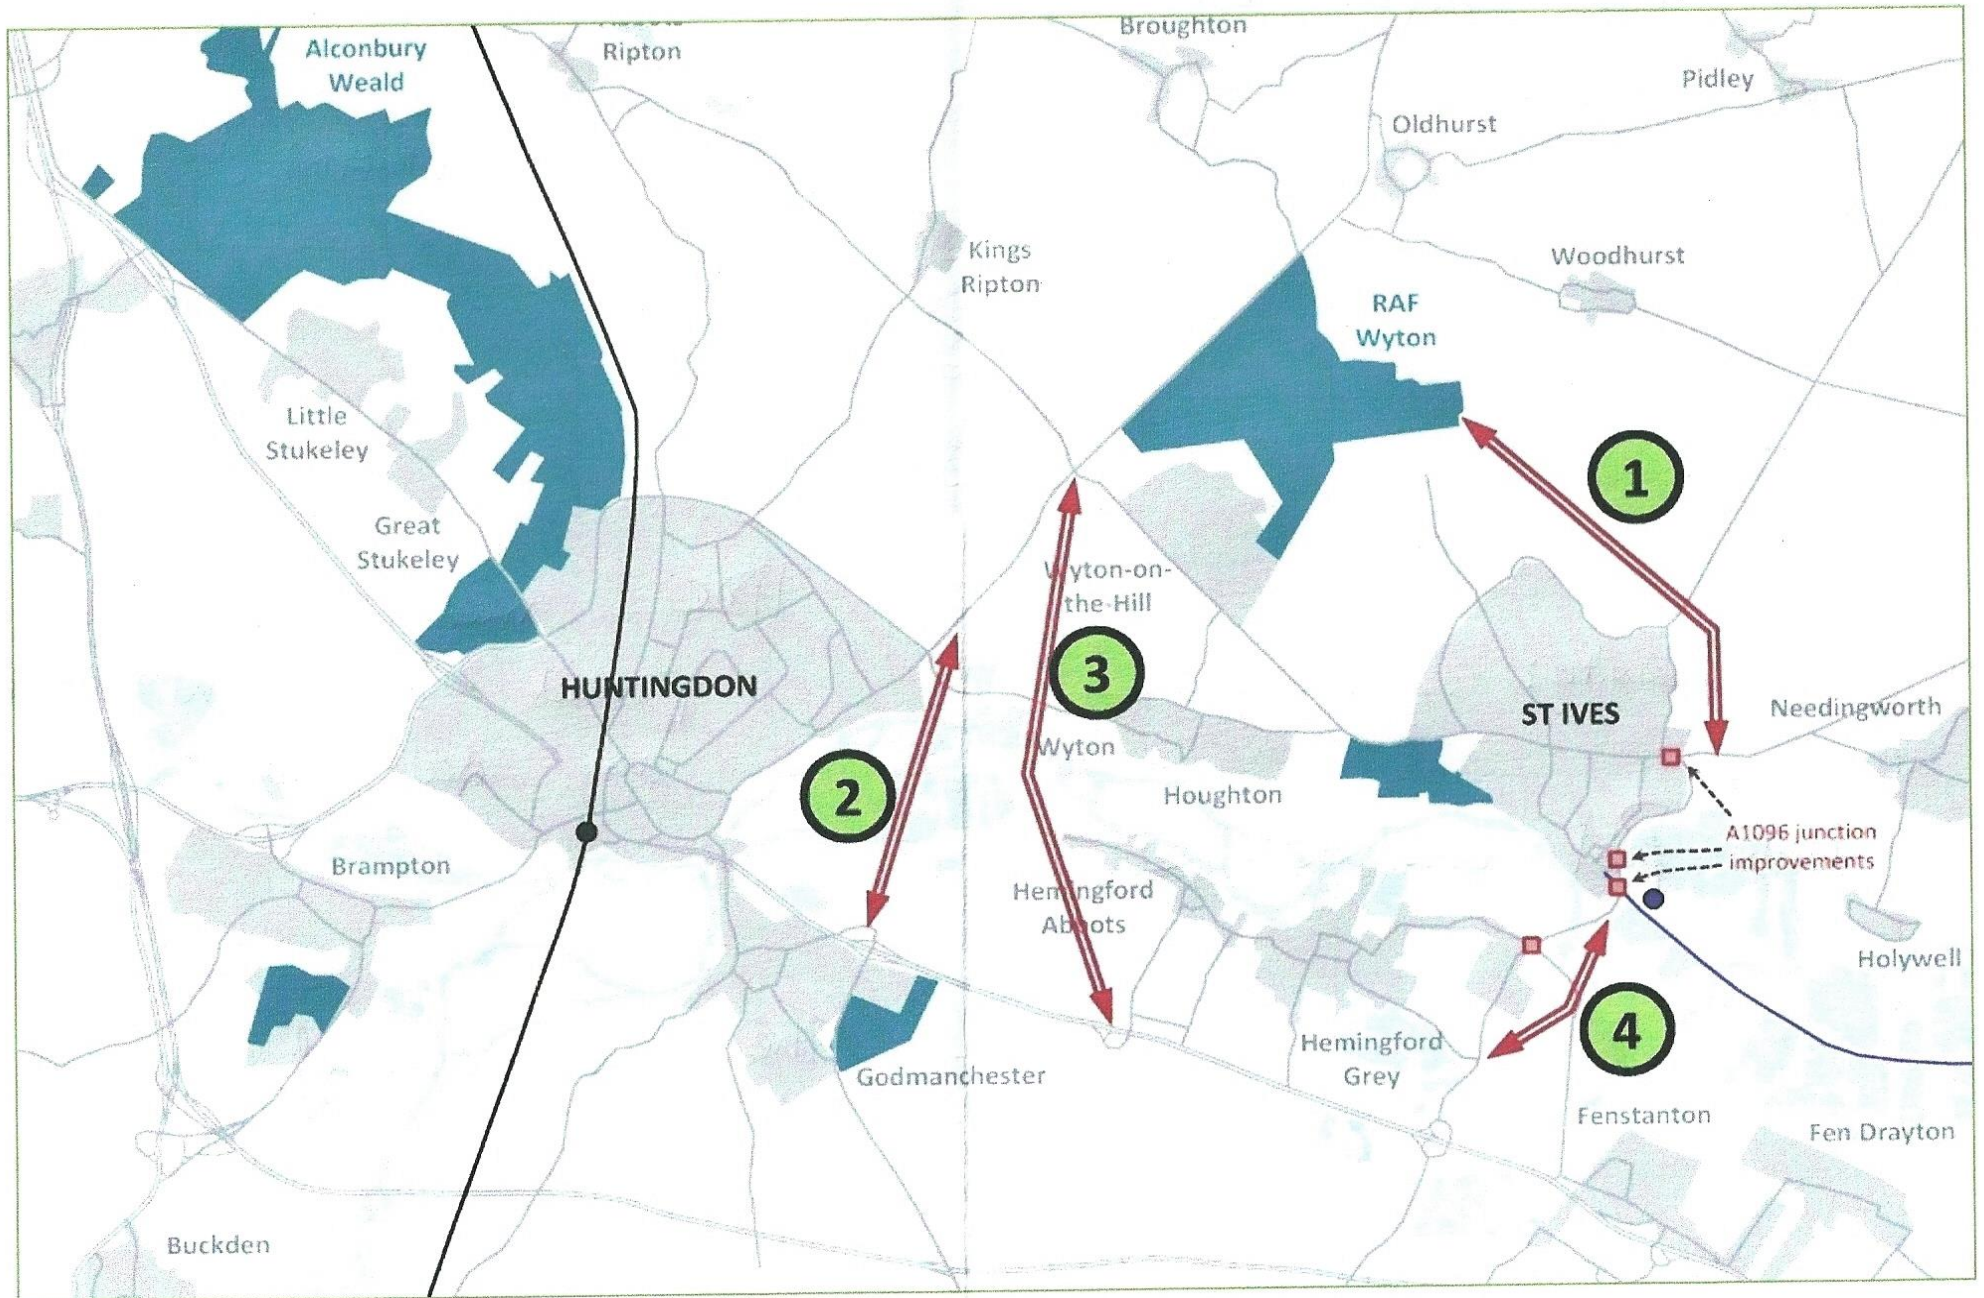 Alconbury
Weald
Ripton
Broughton
Pidley
Oldhurst
Kings
Ripton
Woodhurst
RAF
Wyton
Little
Stukeley
1
Great
Stukeley
Wyton-on-
the-Hill
3
HUNTINGDON
ST IVES
Needingworth
Wyton
2
Houghton
A1096 junction
improvements
Brampton
Hemingford
Abbots
Holywell
4
Hemingford
Grey
Godmanchester
Fenstanton
Fen Drayton
Buckden